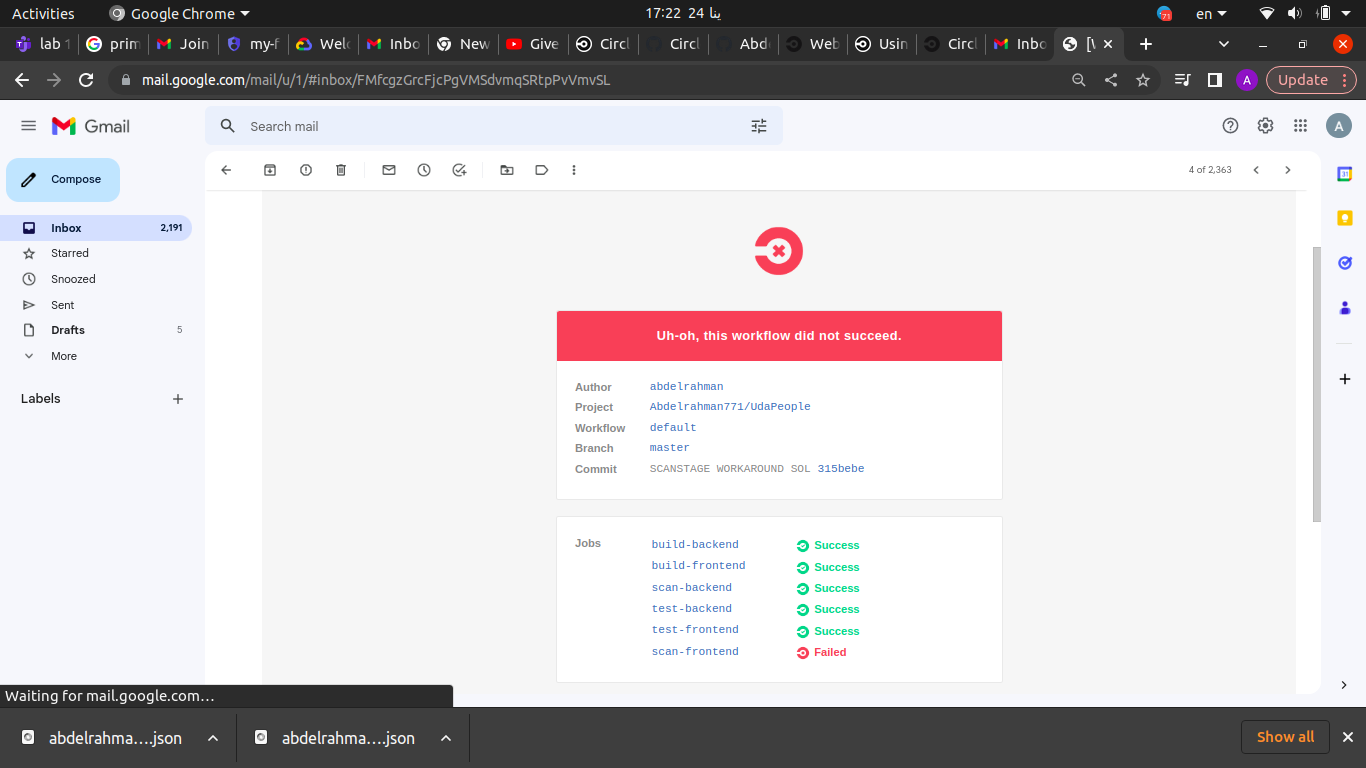 Activities
Google Chrome
17:22 24 ينا
71
en
lab 1
prim
Join
my-f
Welc
Inbo
New
Give
Circl
Circl
Abd
Web
Usin
Circl
Inbo
[\
mail.google.com/mail/u/1/#inbox/FMfcgzGrcFjcPgVMSdvmqSRtpPvVmvSL
A
Update
Gmail
Search mail
A
Compose
4 of 2,363
31
Inbox 2,191
Starred
Snoozed
Sent
Drafts 5
More
Labels
Uh-oh, this workflow did not succeed.
Author abdelrahman
Project Abdelrahman771/UdaPeople
Workflow default
Branch master
Commit SCANSTAGE WORKAROUND SOL 315bebe
Jobs build-backend Success
build-frontend Success
scan-backend Success
test-backend Success
test-frontend Success
scan-frontend Failed
Waiting for mail.google.com…
abdelrahma….json
abdelrahma….json
Show all